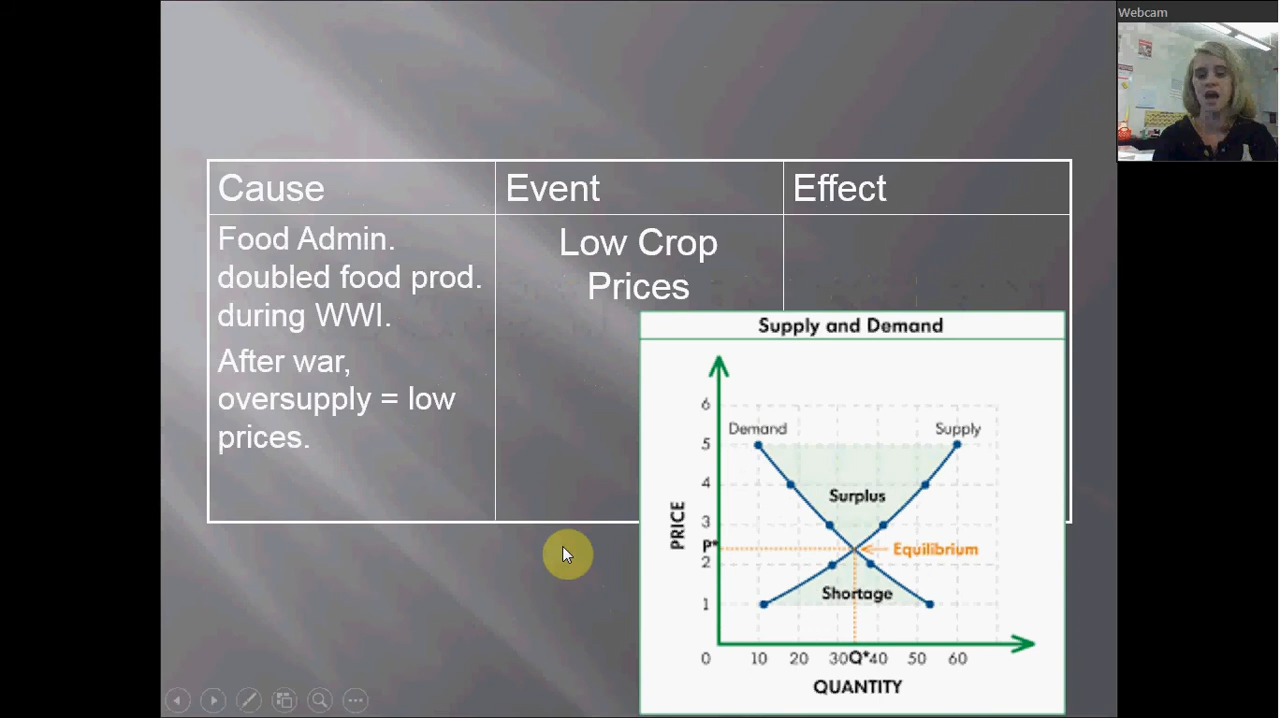 Webcam
Cause
Event
Effect
Food Admin.
doubled food prod.
during WWI.
After war,
oversupply = low
prices.
Low Crop
Prices
Supply and Demand
6
5
4
3
P*
2
1
0
Demand
Supply
Surplus
Equilibrium
Shortage
PRICE
10 20 30 Q* 40 50 60
QUANTITY